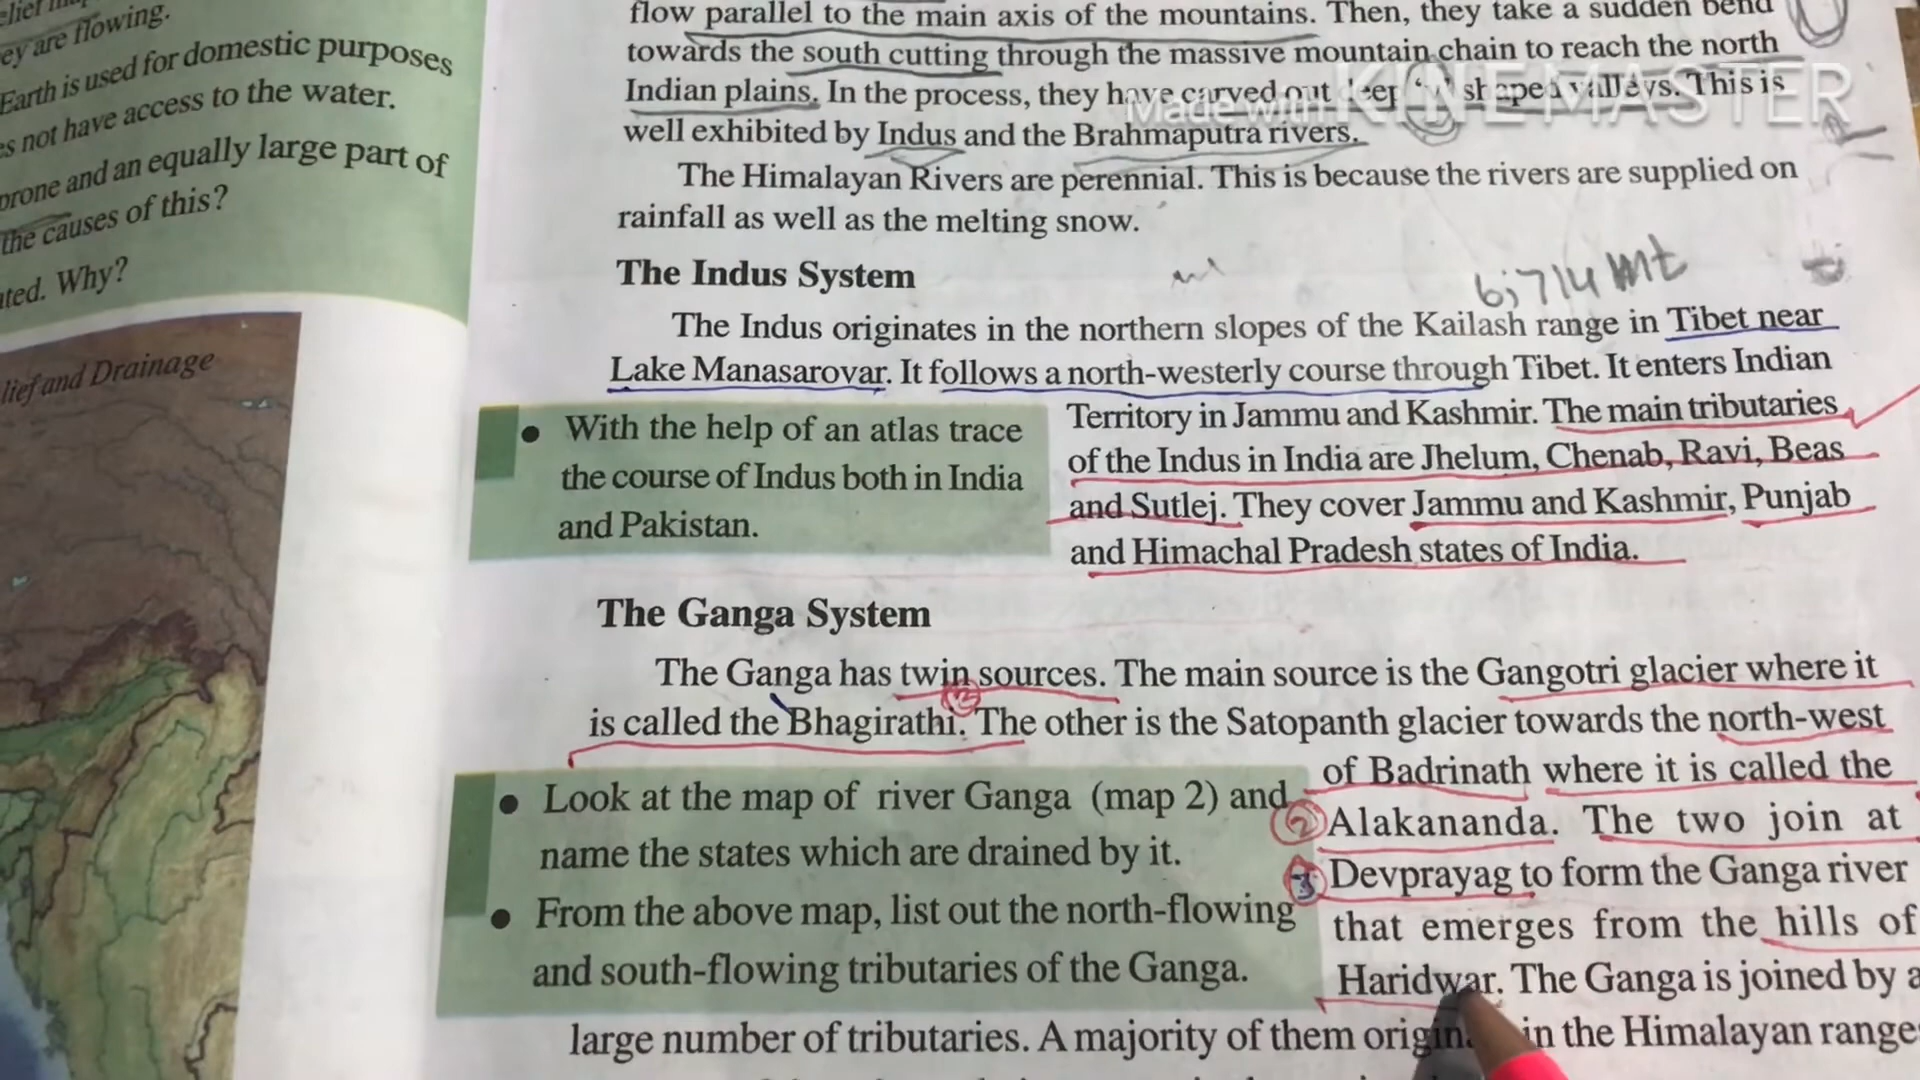 ey are flowing.
Earth is used for domestic purposes
s not have access to the water.
prone and an equally large part of
the causes of this?
ated. Why?
lief and Drainage
flow parallel to the main axis of the mountains. Then, they take a sudden bend
towards the south cutting through the massive mountain chain to reach the north
Indian plains. In the process, they have carved out deep 'v' shaped valleys. This is
well exhibited by Indus and the Brahmaputra rivers.
Made with KINEMASTER
The Himalayan Rivers are perennial. This is because the rivers are supplied on
rainfall as well as the melting snow.
The Indus System
6;714 mt
The Indus originates in the northern slopes of the Kailash range in Tibet near
Lake Manasarovar. It follows a north-westerly course through Tibet. It enters Indian
Territory in Jammu and Kashmir. The main tributaries
of the Indus in India are Jhelum, Chenab, Ravi, Beas
and Sutlej. They cover Jammu and Kashmir, Punjab
and Himachal Pradesh states of India.
• With the help of an atlas trace
the course of Indus both in India
and Pakistan.
The Ganga System
The Ganga has twin sources. The main source is the Gangotri glacier where it
is called the Bhagirathi. The other is the Satopanth glacier towards the north-west
of Badrinath where it is called the
2 Alakananda. The two join at
Devprayag to form the Ganga river
that emerges from the hills of
Haridwar. The Ganga is joined by a
• Look at the map of river Ganga (map 2) and
name the states which are drained by it.
• From the above map, list out the north-flowing
and south-flowing tributaries of the Ganga.
large number of tributaries. A majority of them origin in the Himalayan range